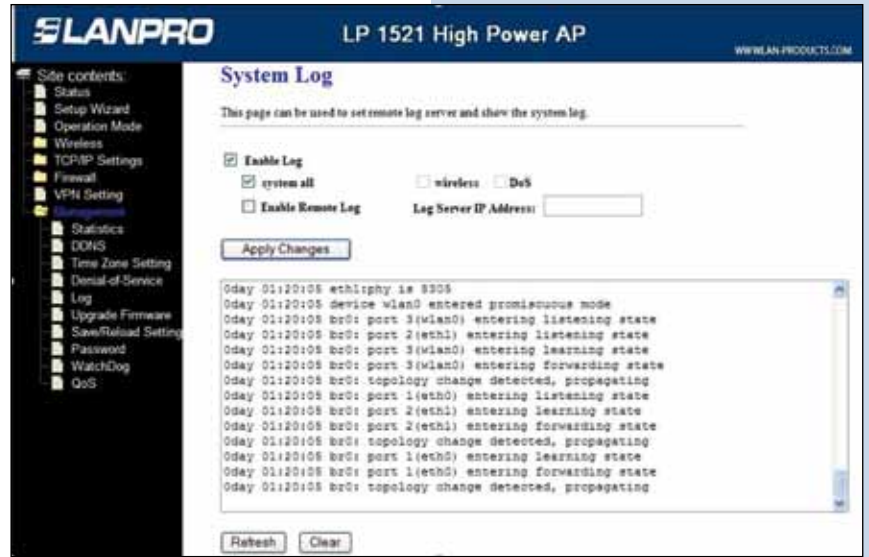 SLANPRO
LP 1521 High Power AP
WWW.LAN-PRODUCTS.COM
Site contents:
Status
Setup Wizard
Operation Mode
Wireless
TCP/IP Settings
Firewall
VPN Setting
Management
Statistics
DDNS
Time Zone Setting
Denial-of-Service
Log
Upgrade Firmware
Save/Reload Setting
Password
WatchDog
QoS
System Log
This page can be used to set remote log server and show the system log.
Enable Log
system all wireless DoS
Enable Remote Log Log Server IP Address:
Apply Changes
0day 01:20:05 eth1:phy is 8305
0day 01:20:05 device wlan0 entered promiscuous mode
0day 01:20:05 br0: port 3(wlan0) entering listening state
0day 01:20:05 br0: port 2(eth1) entering listening state
0day 01:20:05 br0: port 3(wlan0) entering learning state
0day 01:20:05 br0: port 3(wlan0) entering forwarding state
0day 01:20:05 br0: topology change detected, propagating
0day 01:20:05 br0: port 1(eth0) entering listening state
0day 01:20:05 br0: port 2(eth1) entering learning state
0day 01:20:05 br0: port 2(eth1) entering forwarding state
0day 01:20:05 br0: topology change detected, propagating
0day 01:20:05 br0: port 1(eth0) entering learning state
0day 01:20:05 br0: port 1(eth0) entering forwarding state
0day 01:20:05 br0: topology change detected, propagating
Refresh Clear